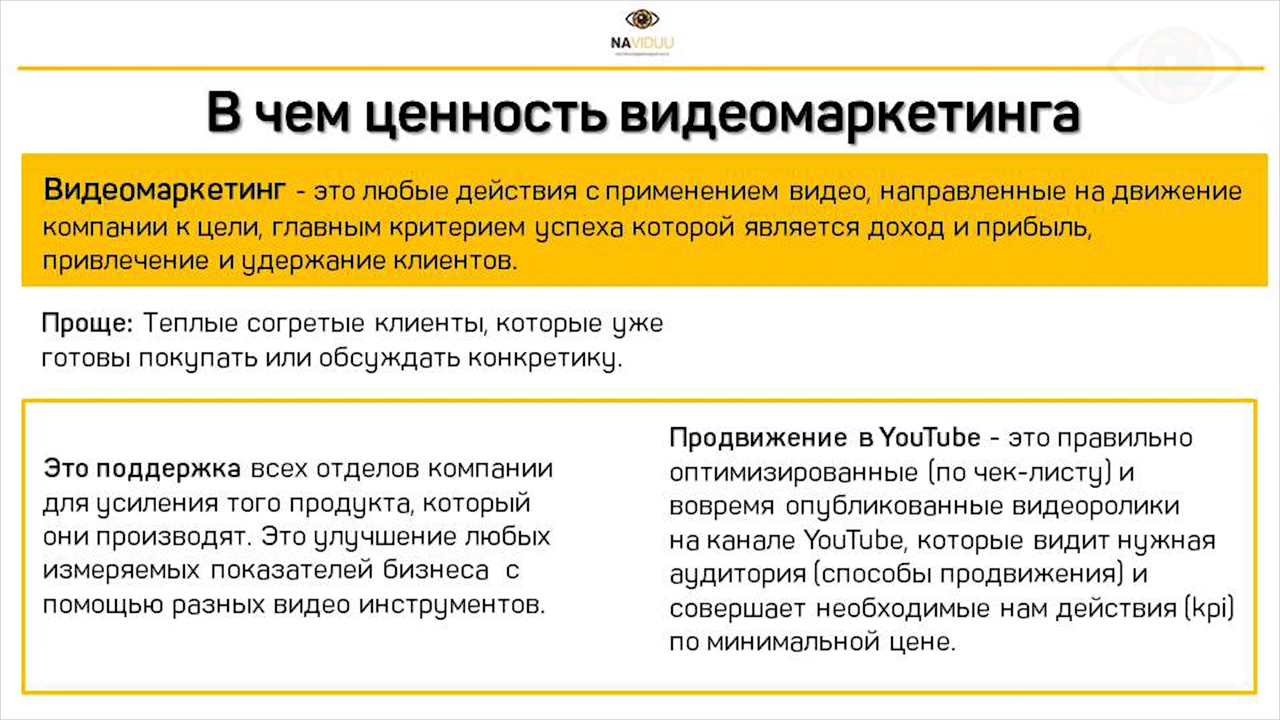 NAVIDUU
В чем ценность видеомаркетинга
Видеомаркетинг - это любые действия с применением видео, направленные на движение
компании к цели, главным критерием успеха которой является доход и прибыль,
привлечение и удержание клиентов.
Проще: Теплые согретые клиенты, которые уже
готовы покупать или обсуждать конкретику.
Это поддержка всех отделов компании
для усиления того продукта, который
они производят. Это улучшение любых
измеряемых показателей бизнеса с
помощью разных видео инструментов.
Продвижение в YouTube - это правильно
оптимизированные (по чек-листу) и
вовремя опубликованные видеоролики
на канале YouTube, которые видит нужная
аудитория (способы продвижения) и
совершает необходимые нам действия (kpi)
по минимальной цене.